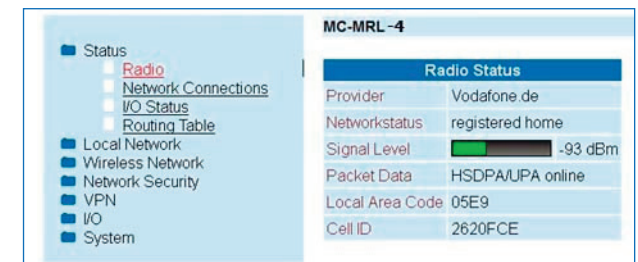 MC-MRL-4
Status
Radio
Network Connections
I/O Status
Routing Table
Local Network
Wireless Network
Network Security
VPN
I/O
System
Radio Status
Provider Vodafone.de
Networkstatus registered home
Signal Level -93 dBm
Packet Data HSDPA/UPA online
Local Area Code 05E9
Cell ID 2620FCE